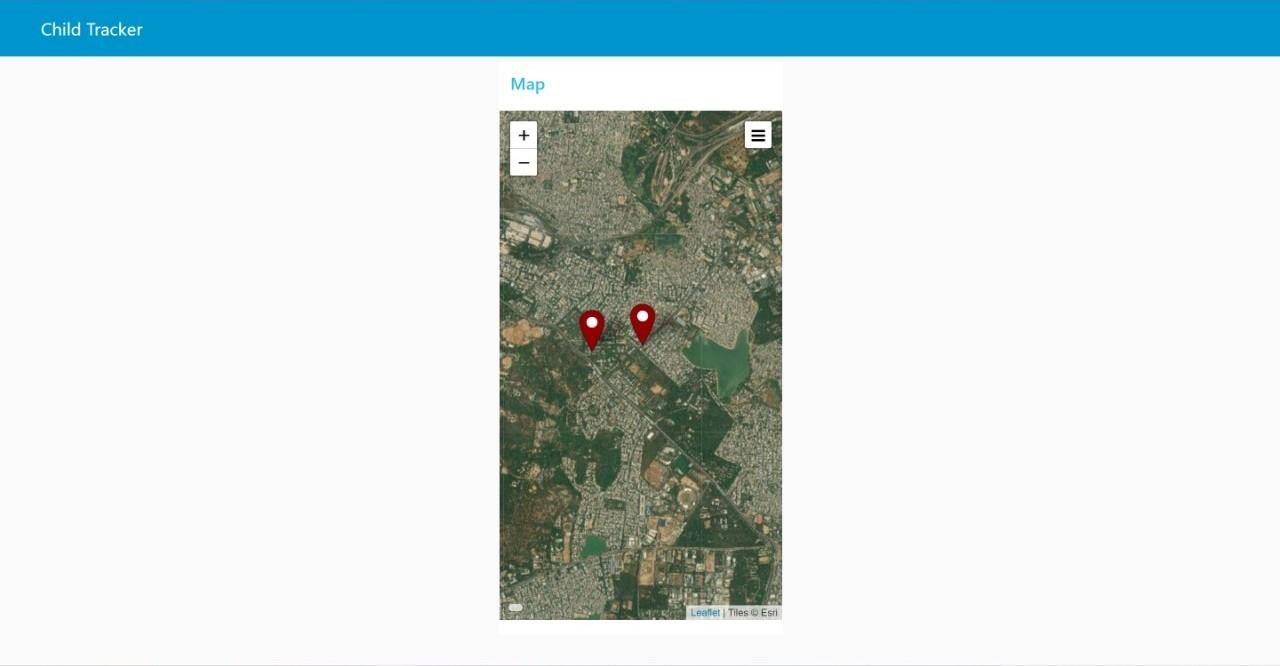 Child Tracker
Map
+
−
Leaflet | Tiles © Esri